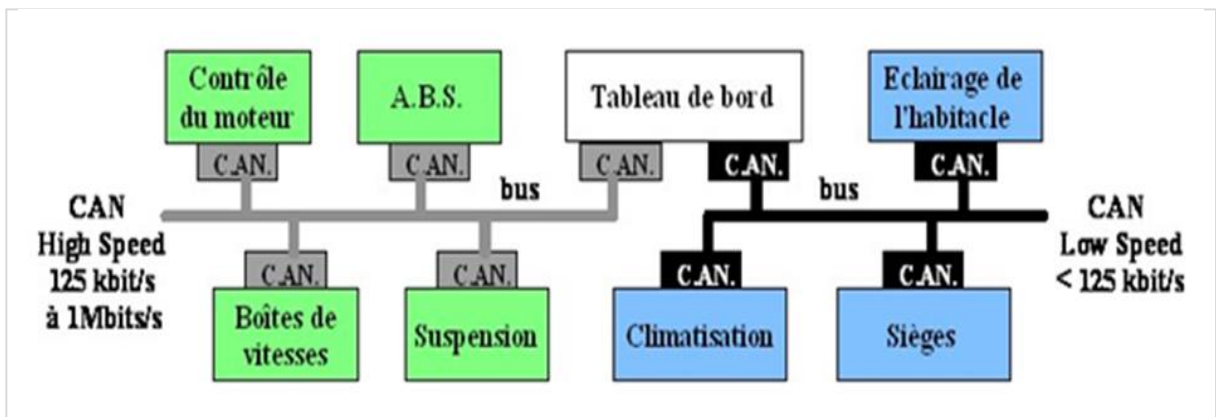 Contrôle
du moteur
A.B.S.
Tableau de bord
Eclairage de
l'habitacle
C.AN.
C.AN.
C.AN.
C.AN.
C.AN.
bus
bus
CAN
High Speed
125 kbit/s
à 1Mbits/s
CAN
Low Speed
< 125 kbit/s
C.AN.
C.AN.
C.AN.
C.AN.
Boîtes de
vitesses
Suspension
Climatisation
Sièges